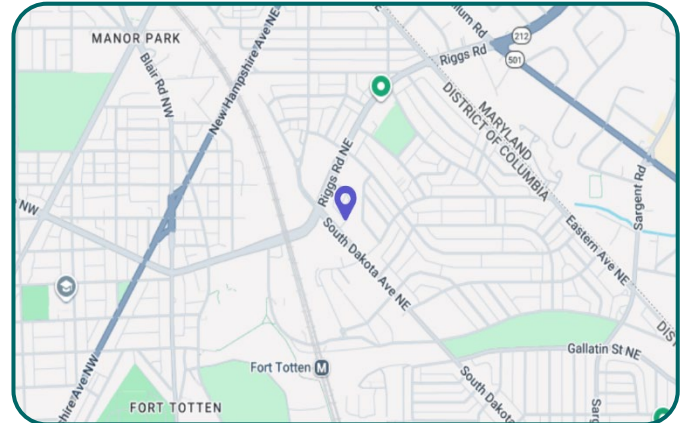 MANOR PARK
Blair Rd NW
New Hampshire Ave NE
Riggs Rd
212
501
MARYLAND
DISTRICT OF COLUMBIA
Riggs Rd NE
Sargent Rd
NW
South Dakota Ave NE
Eastern Ave NE
Gallatin St NE
Fort Totten
M
FORT TOTTEN
South Dakota